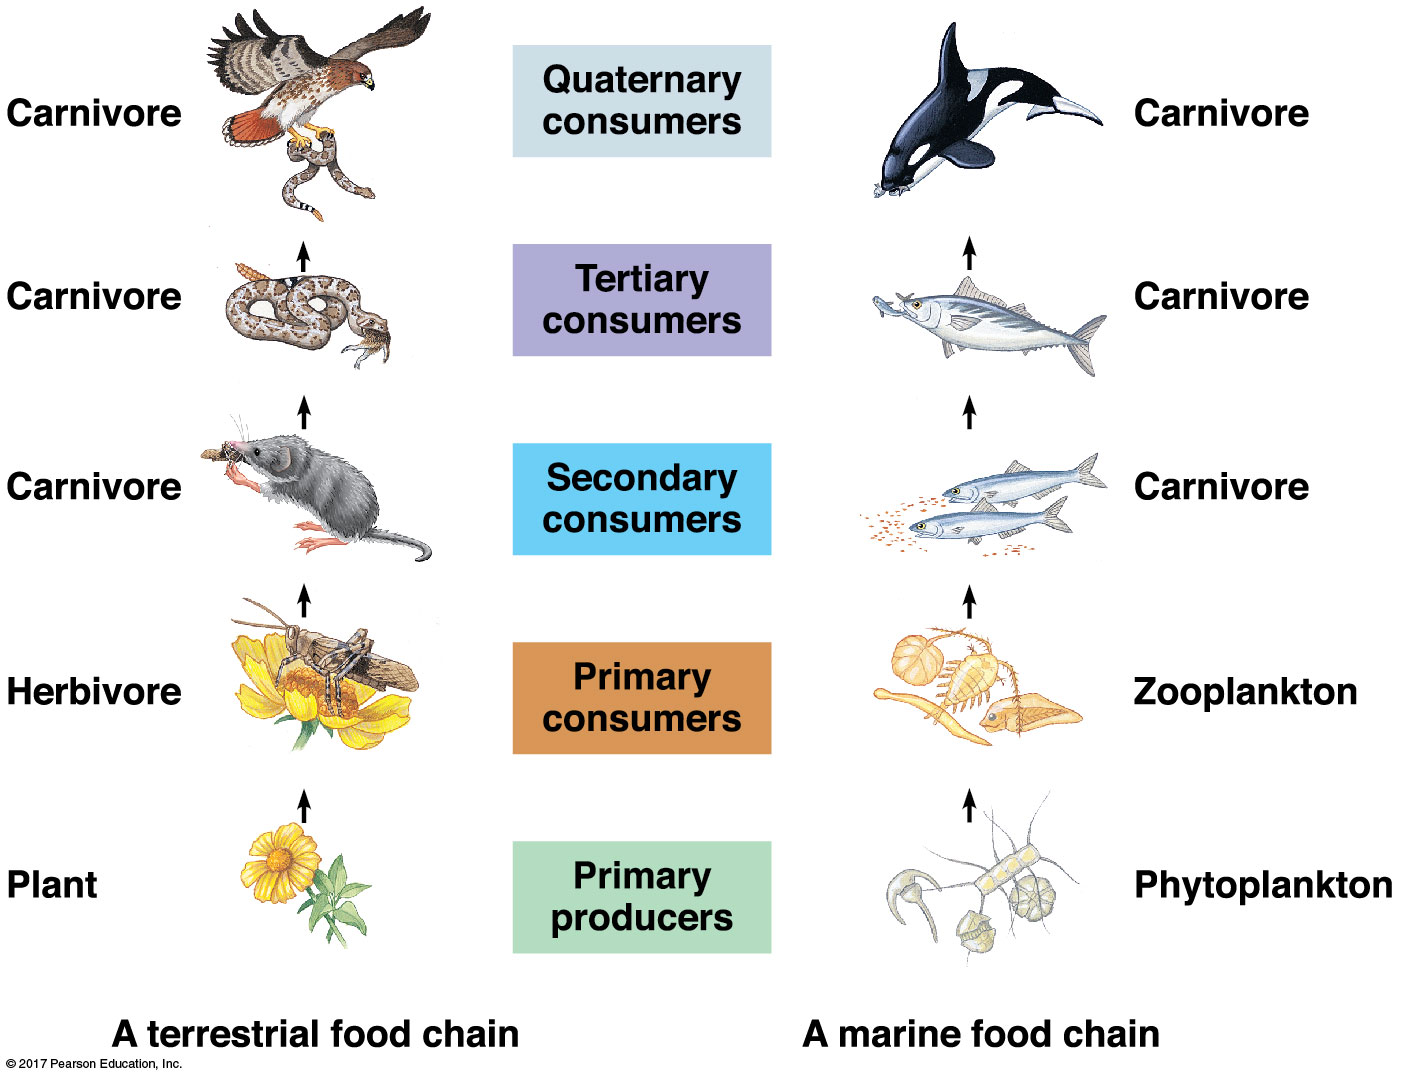 Carnivore
Quaternary
consumers
Carnivore
Carnivore
Tertiary
consumers
Carnivore
Carnivore
Secondary
consumers
Carnivore
Herbivore
Primary
consumers
Zooplankton
Plant
Primary
producers
Phytoplankton
A terrestrial food chain
A marine food chain
© 2017 Pearson Education, Inc.